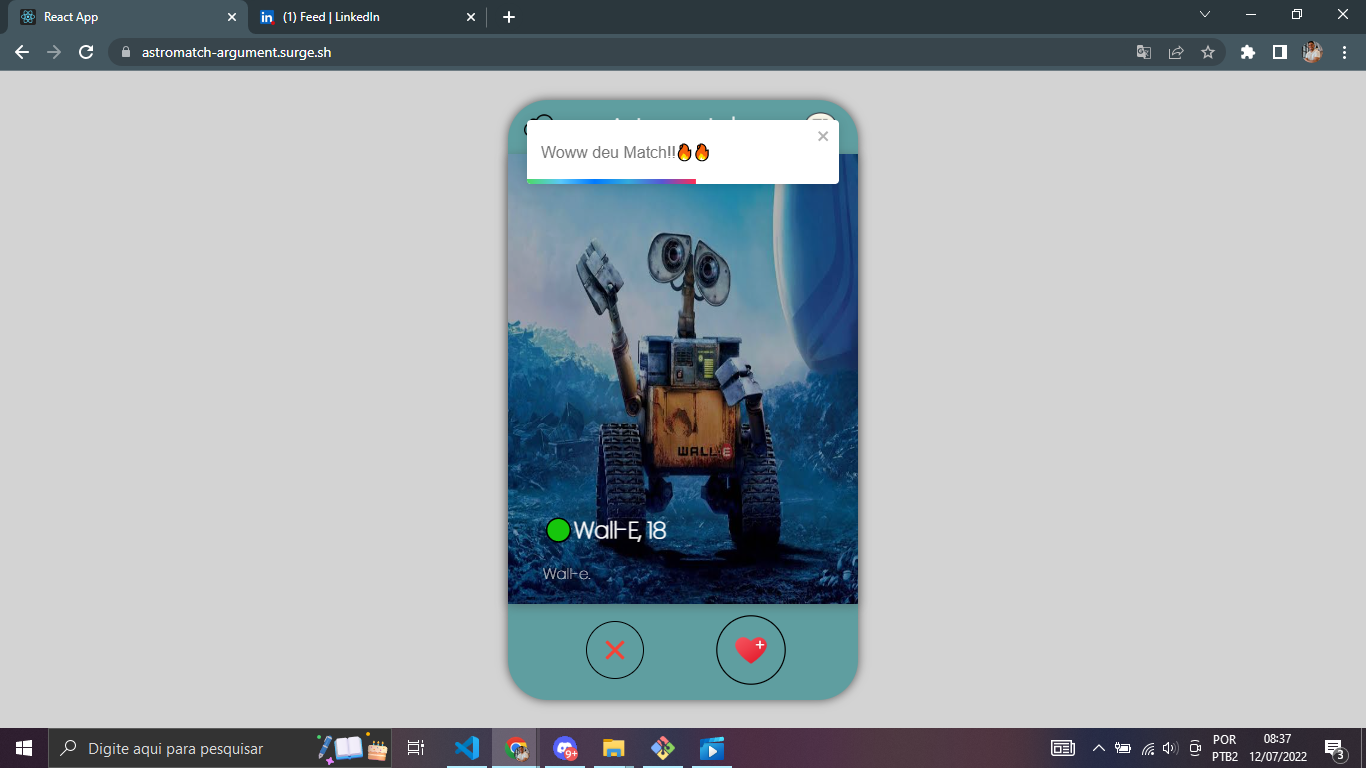 React App
(1) Feed | LinkedIn
astromatch-argument.surge.sh
Woww deu Match!!🔥🔥
WALL-E
Wall-E, 18
Wall-e.
Digite aqui para pesquisar
9+
POR
PTB2
08:37
12/07/2022
3